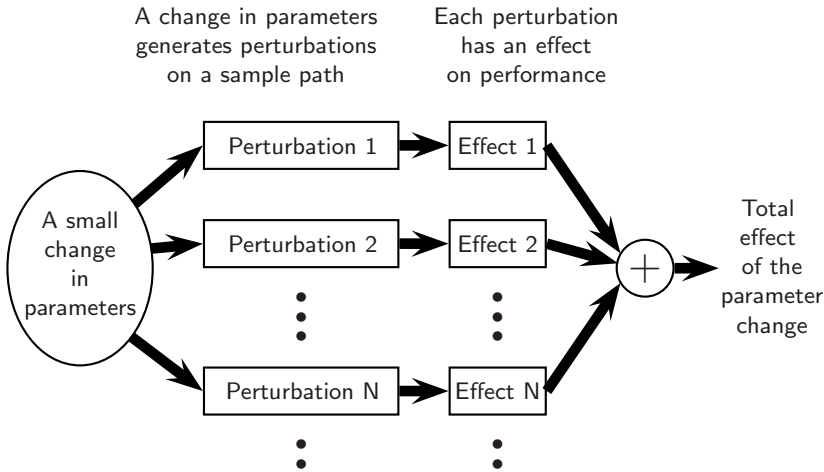 A change in parameters
generates perturbations
on a sample path
Each perturbation
has an effect
on performance
A small
change
in
parameters
Perturbation 1
Effect 1
Perturbation 2
Effect 2
Perturbation N
Effect N
+
Total
effect
of the
parameter
change